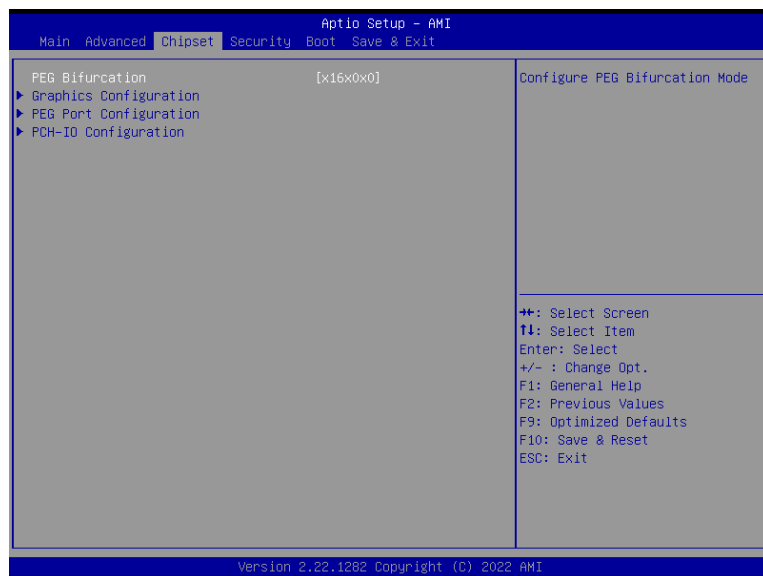 Aptio Setup – AMI
Main Advanced Chipset Security Boot Save & Exit
PEG Bifurcation [x16x0x0]
Graphics Configuration
PEG Port Configuration
PCH-IO Configuration
Configure PEG Bifurcation Mode
→←: Select Screen
↑↓: Select Item
Enter: Select
+/- : Change Opt.
F1: General Help
F2: Previous Values
F9: Optimized Defaults
F10: Save & Reset
ESC: Exit
Version 2.22.1282 Copyright (C) 2022 AMI